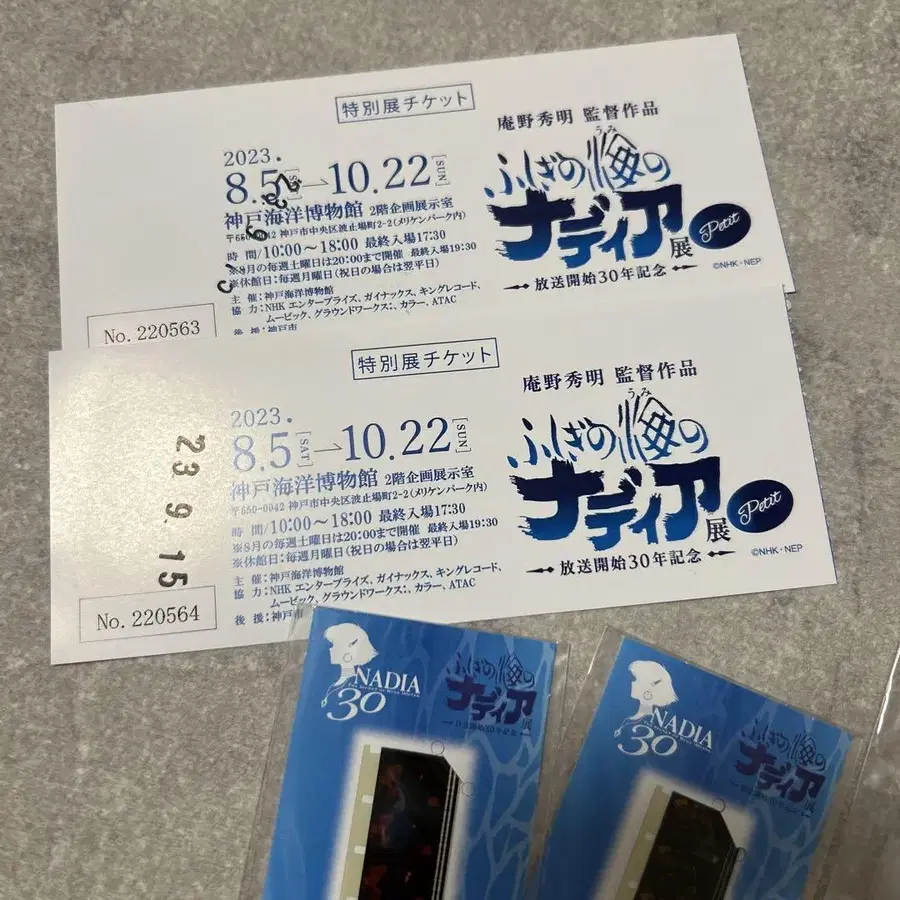 特別展チケット
2023.
8.5 → 10.22 [SUN]
神戸海洋博物館 2階企画展示室
〒650-0042 神戸市中央区波止場町2-2(メリケンパーク内)
時間/10:00〜18:00 最終入場17:30
※8月の毎週土曜日は20:00まで開催 最終入場19:30
※休館日:毎週月曜日(祝日の場合は翌平日)
主 催:神戸海洋博物館
協 力:NHK エンタープライズ、ガイナックス、キングレコード、
ムービック、グラウンドワークス:、カラー、ATAC
後 援:神戸市
No. 220563
庵野秀明 監督作品
うみ
ふしぎの海の
ナディア展
Petit
放送開始30年記念
©NHK・NEP
特別展チケット
2023.
8.5 [SAT] → 10.22 [SUN]
神戸海洋博物館 2階企画展示室
〒650-0042 神戸市中央区波止場町2-2(メリケンパーク内)
時間/10:00〜18:00 最終入場17:30
※8月の毎週土曜日は20:00まで開催 最終入場19:30
※休館日:毎週月曜日(祝日の場合は翌平日)
主 催:神戸海洋博物館
協 力:NHK エンタープライズ、ガイナックス、キングレコード、
ムービック、グラウンドワークス:、カラー、ATAC
後 援:神戸市
23. 9. 15
No. 220564
庵野秀明 監督作品
うみ
ふしぎの海の
ナディア展
Petit
放送開始30年記念
©NHK・NEP
NADIA
30
ふしぎの海の
ナディア展
放送開始30年記念
NADIA
30
ふしぎの海の
ナディア展